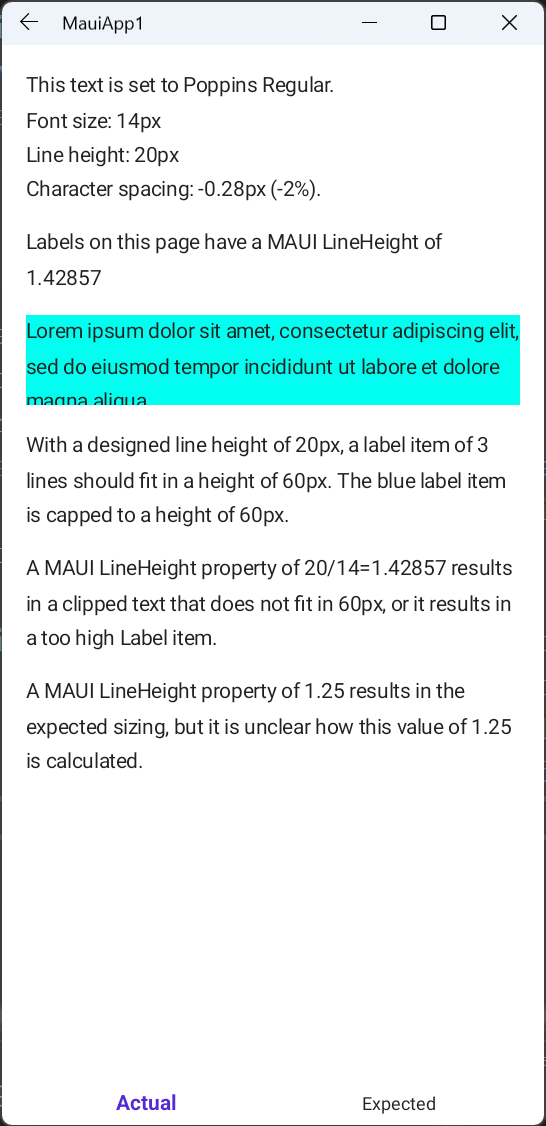 MauiApp1
This text is set to Poppins Regular.
Font size: 14px
Line height: 20px
Character spacing: -0.28px (-2%).
Labels on this page have a MAUI LineHeight of
1.42857
Lorem ipsum dolor sit amet, consectetur adipiscing elit,
sed do eiusmod tempor incididunt ut labore et dolore
magna aliqua
With a designed line height of 20px, a label item of 3
lines should fit in a height of 60px. The blue label item
is capped to a height of 60px.
A MAUI LineHeight property of 20/14=1.42857 results
in a clipped text that does not fit in 60px, or it results in
a too high Label item.
A MAUI LineHeight property of 1.25 results in the
expected sizing, but it is unclear how this value of 1.25
is calculated.
Actual
Expected